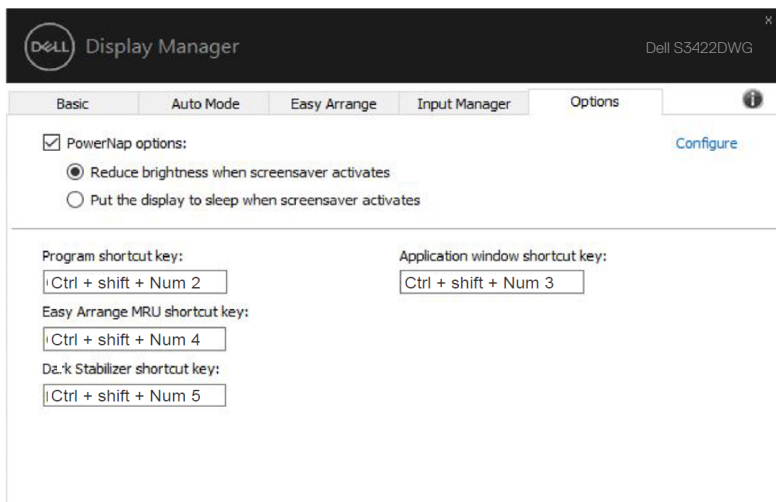 DELL Display Manager
Dell S3422DWG
Basic Auto Mode Easy Arrange Input Manager Options
PowerNap options: Configure
Reduce brightness when screensaver activates
Put the display to sleep when screensaver activates
Program shortcut key: Application window shortcut key:
Ctrl + shift + Num 2 Ctrl + shift + Num 3
Easy Arrange MRU shortcut key:
Ctrl + shift + Num 4
Dark Stabilizer shortcut key:
Ctrl + shift + Num 5